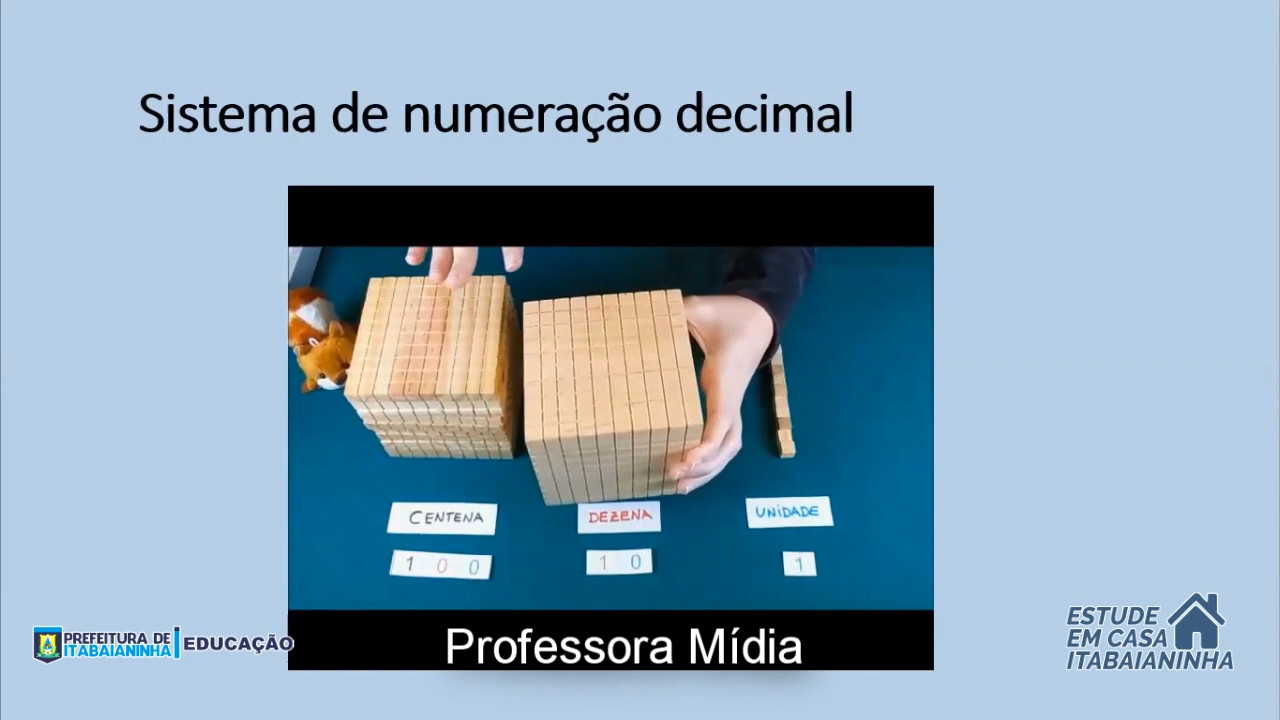 Sistema de numeração decimal
CENTENA
DEZENA
UNIDADE
1 0 0
1 0
1
Professora Mídia
PREFEITURA DE
ITABAIANINHA
EDUCAÇÃO
ESTUDE
EM CASA
ITABAIANINHA